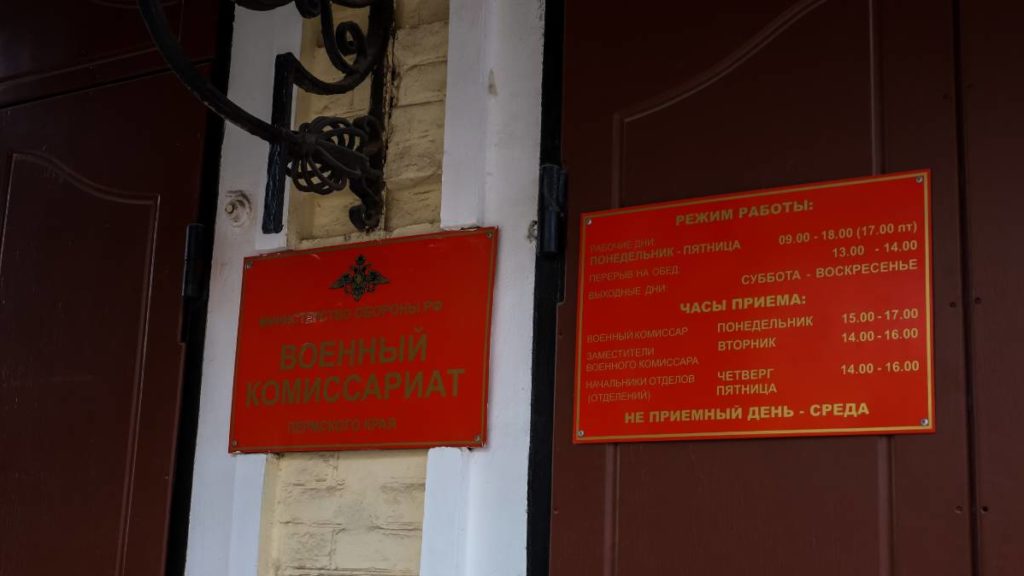 МИНИСТЕРСТВО ОБОРОНЫ РФ
ВОЕННЫЙ
КОМИССАРИАТ
ПЕРМСКОГО КРАЯ
РЕЖИМ РАБОТЫ:
РАБОЧИЕ ДНИ:
ПОНЕДЕЛЬНИК - ПЯТНИЦА 09.00 - 18.00 (17.00 пт)
ПЕРЕРЫВ НА ОБЕД: 13.00 - 14.00
ВЫХОДНЫЕ ДНИ: СУББОТА - ВОСКРЕСЕНЬЕ
ЧАСЫ ПРИЕМА:
ВОЕННЫЙ КОМИССАР ПОНЕДЕЛЬНИК 15.00 - 17.00
ЗАМЕСТИТЕЛИ ВТОРНИК 14.00 - 16.00
ВОЕННОГО КОМИССАРА
НАЧАЛЬНИКИ ОТДЕЛОВ ЧЕТВЕРГ 14.00 - 16.00
(ОТДЕЛЕНИЙ) ПЯТНИЦА
НЕ ПРИЕМНЫЙ ДЕНЬ - СРЕДА